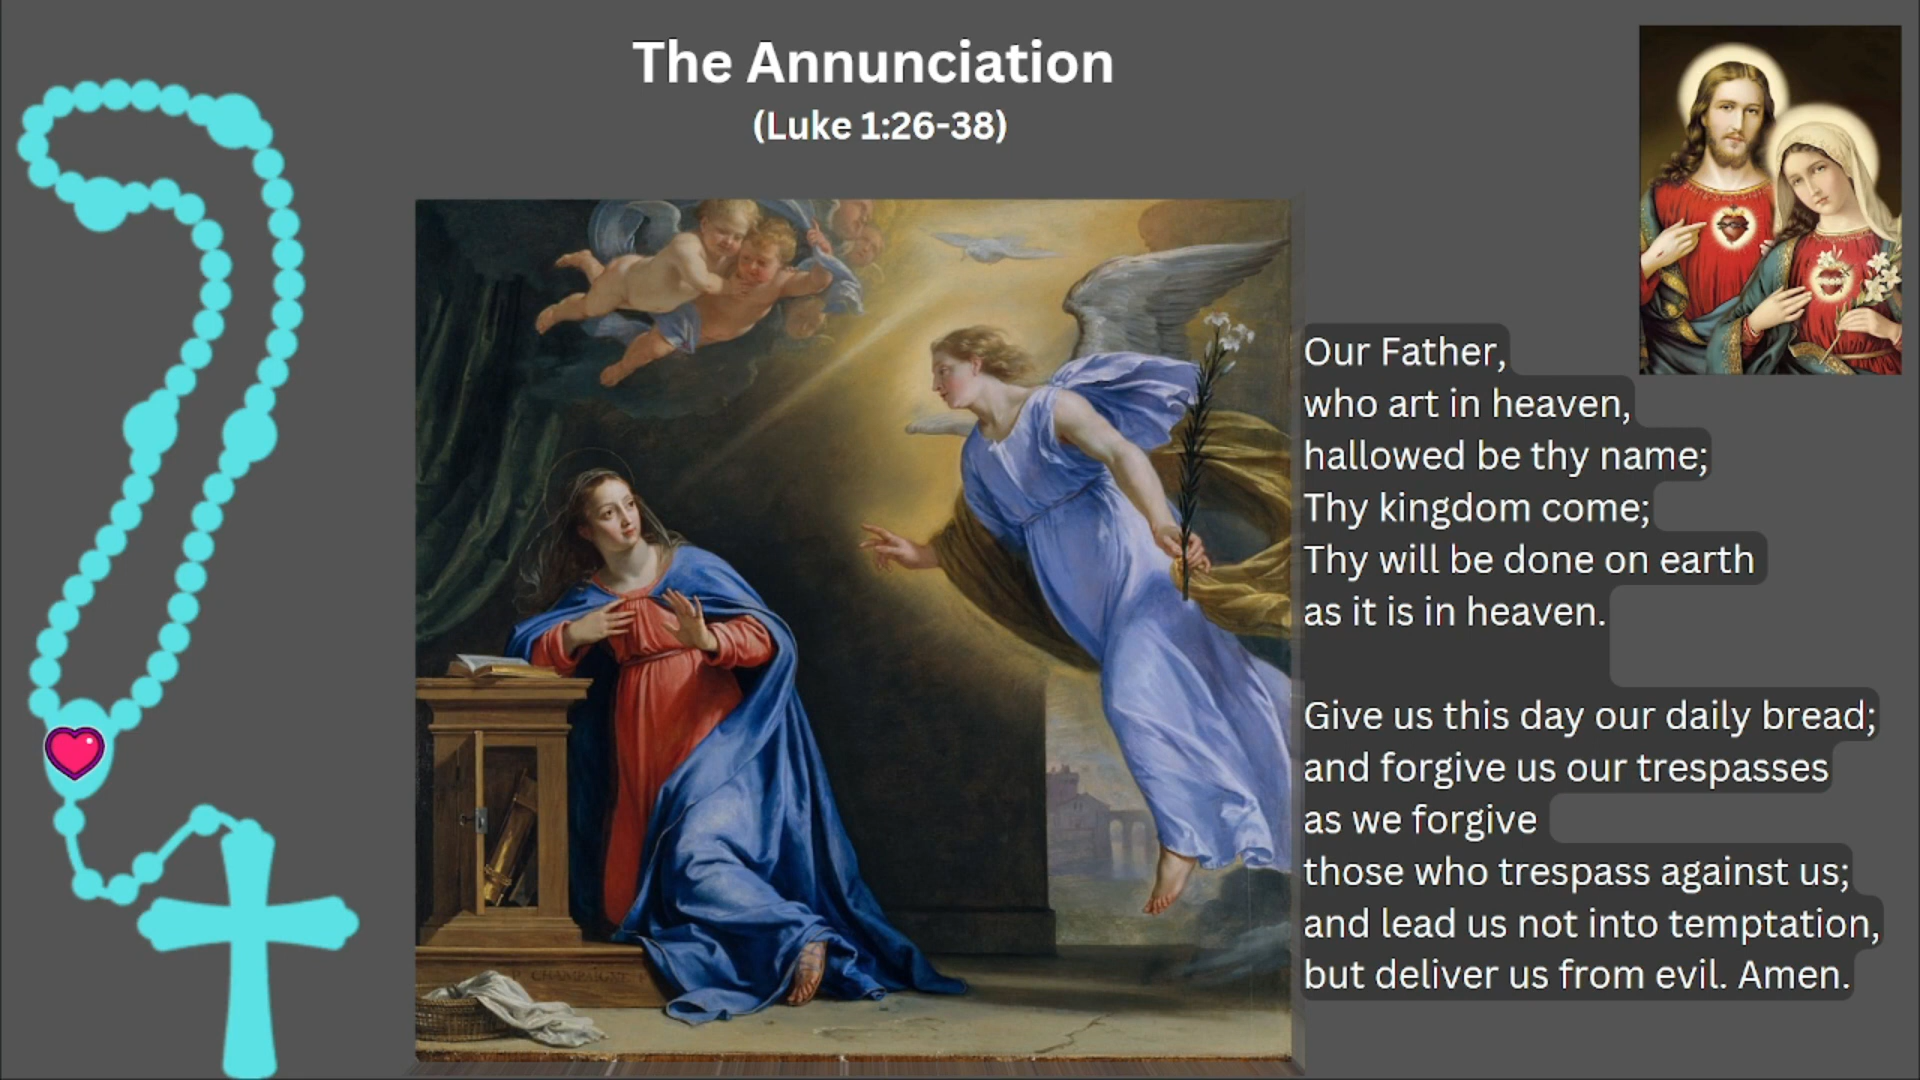 The Annunciation
(Luke 1:26-38)
Our Father,
who art in heaven,
hallowed be thy name;
Thy kingdom come;
Thy will be done on earth
as it is in heaven.
Give us this day our daily bread;
and forgive us our trespasses
as we forgive
those who trespass against us;
and lead us not into temptation,
but deliver us from evil. Amen.
P. CHAMPAIGNE